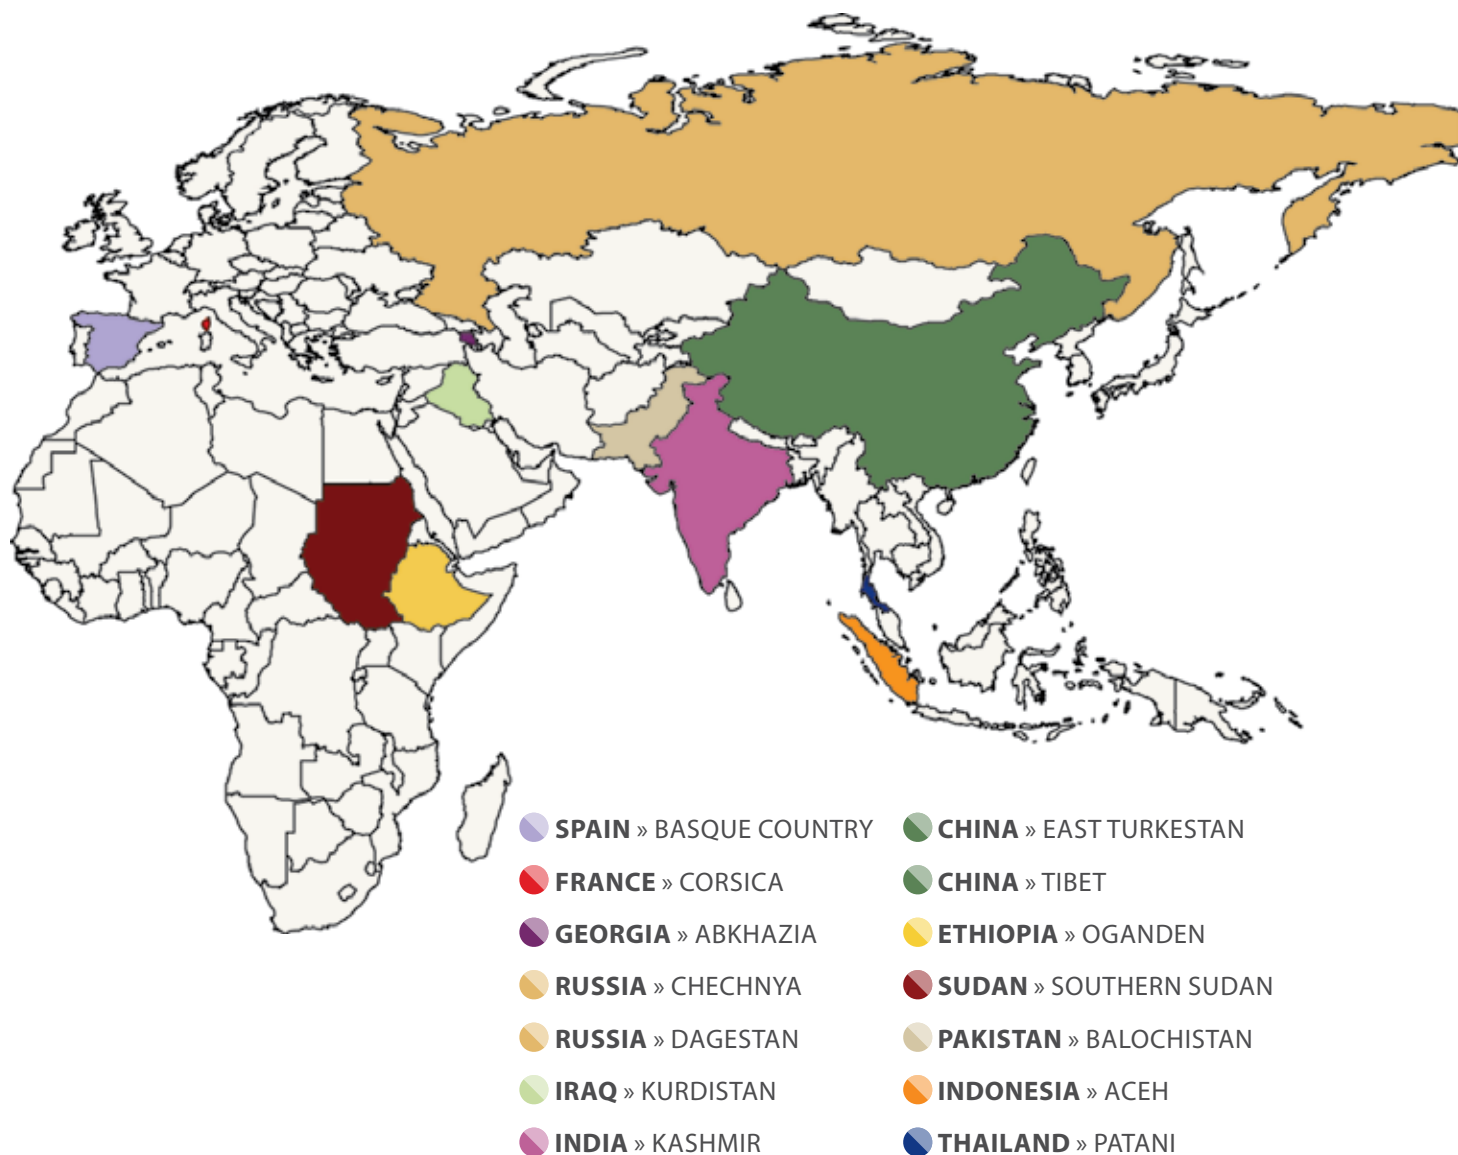 SPAIN » BASQUE COUNTRY
FRANCE » CORSICA
GEORGIA » ABKHAZIA
RUSSIA » CHECHNYA
RUSSIA » DAGESTAN
IRAQ » KURDISTAN
INDIA » KASHMIR
CHINA » EAST TURKESTAN
CHINA » TIBET
ETHIOPIA » OGANDEN
SUDAN » SOUTHERN SUDAN
PAKISTAN » BALOCHISTAN
INDONESIA » ACEH
THAILAND » PATANI